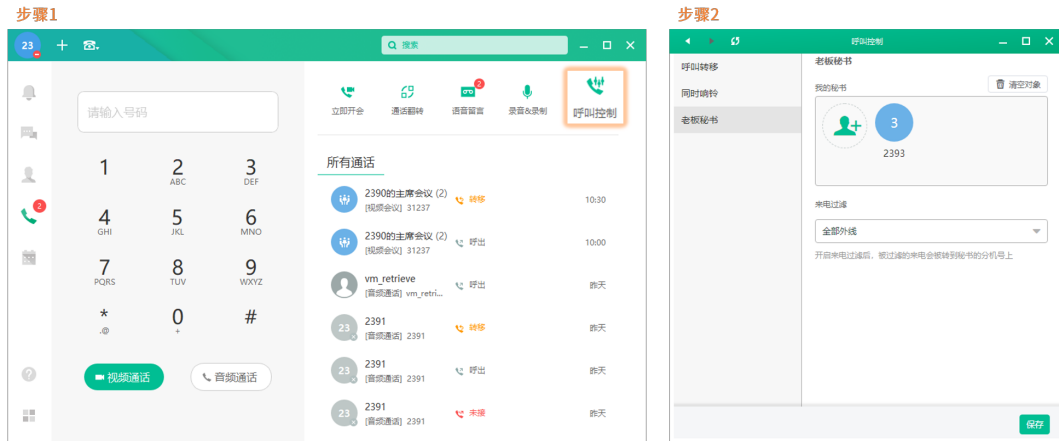 步骤1
23
搜索
请输入号码
1
2
ABC
3
DEF
4
GHI
5
JKL
6
MNO
7
PQRS
8
TUV
9
WXYZ
*
.@
0
+
#
视频通话
音频通话
2
立即开会
通话翻转
语音留言
2
录音&录制
呼叫控制
所有通话
2390的主席会议 (2)
[视频会议] 31237
转移
10:30
2390的主席会议 (2)
[视频会议] 31237
呼出
10:00
vm_retrieve
[音频通话] vm_retri...
呼出
昨天
23
2391
[音频通话] 2391
转移
昨天
23
2391
[音频通话] 2391
呼出
昨天
23
2391
[音频通话] 2391
未接
昨天
步骤2
呼叫控制
呼叫转移
同时响铃
老板秘书
老板秘书
我的秘书
清空对象
3
2393
来电过滤
全部外线
开启来电过滤后，被过滤的来电会被转到秘书的分机号上
保存